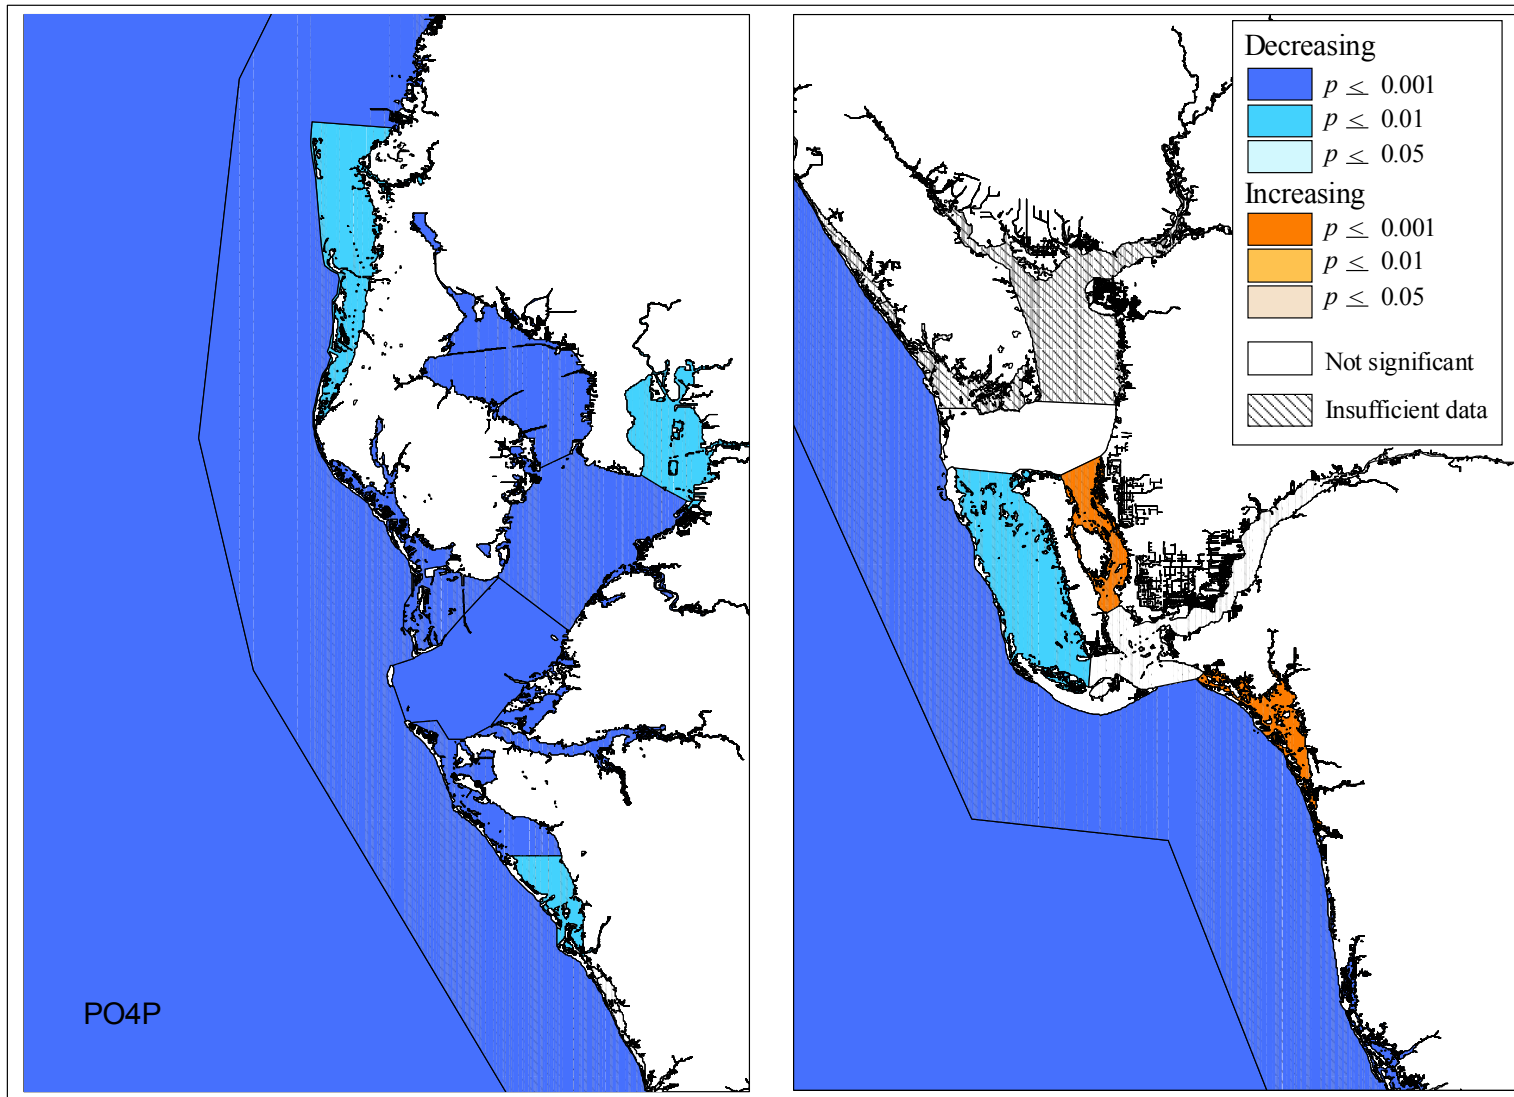 Decreasing
p ≤ 0.001
p ≤ 0.01
p ≤ 0.05
Increasing
p ≤ 0.001
p ≤ 0.01
p ≤ 0.05
Not significant
Insufficient data
PO4P